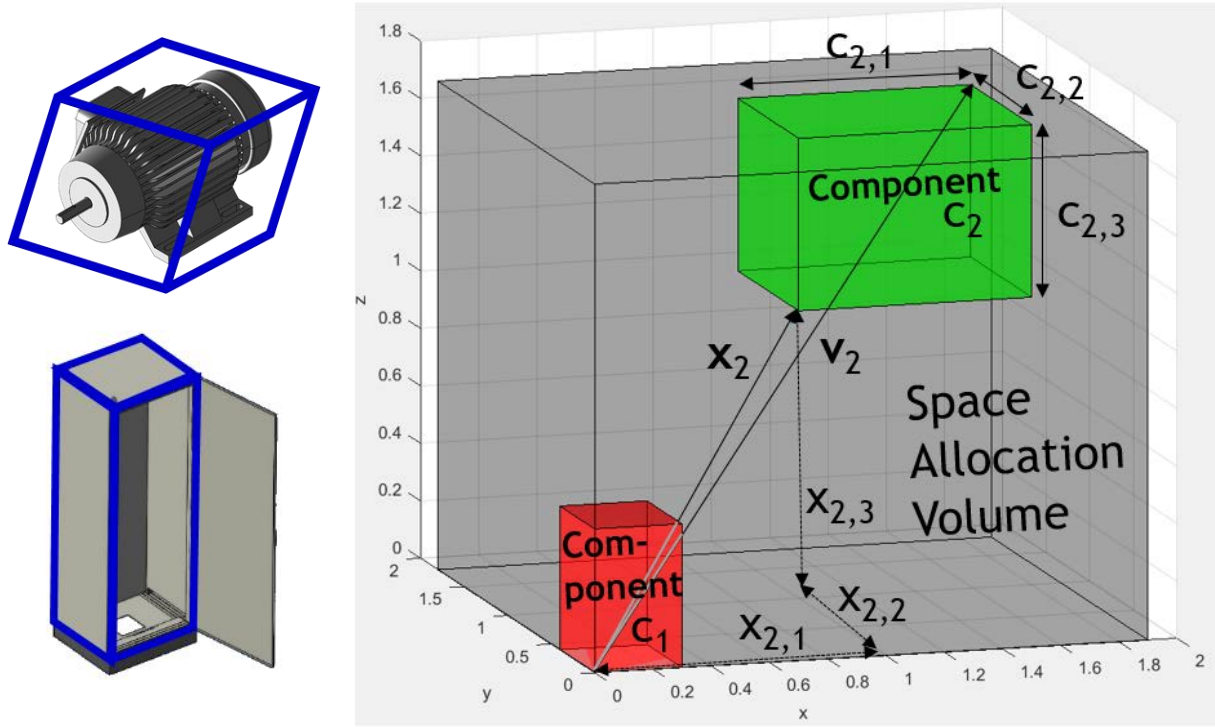 1.8
1.6
1.4
1.2
1
0.8
0.6
0.4
0.2
0
z
2
1.5
1
0.5
0
y
0
0.2
0.4
0.6
0.8
1
1.2
1.4
1.6
1.8
2
x
C2,1
C2,2
C2,3
Component
C2
x2
v2
Space
Allocation
Volume
X2,3
X2,2
X2,1
Com-
ponent
C1